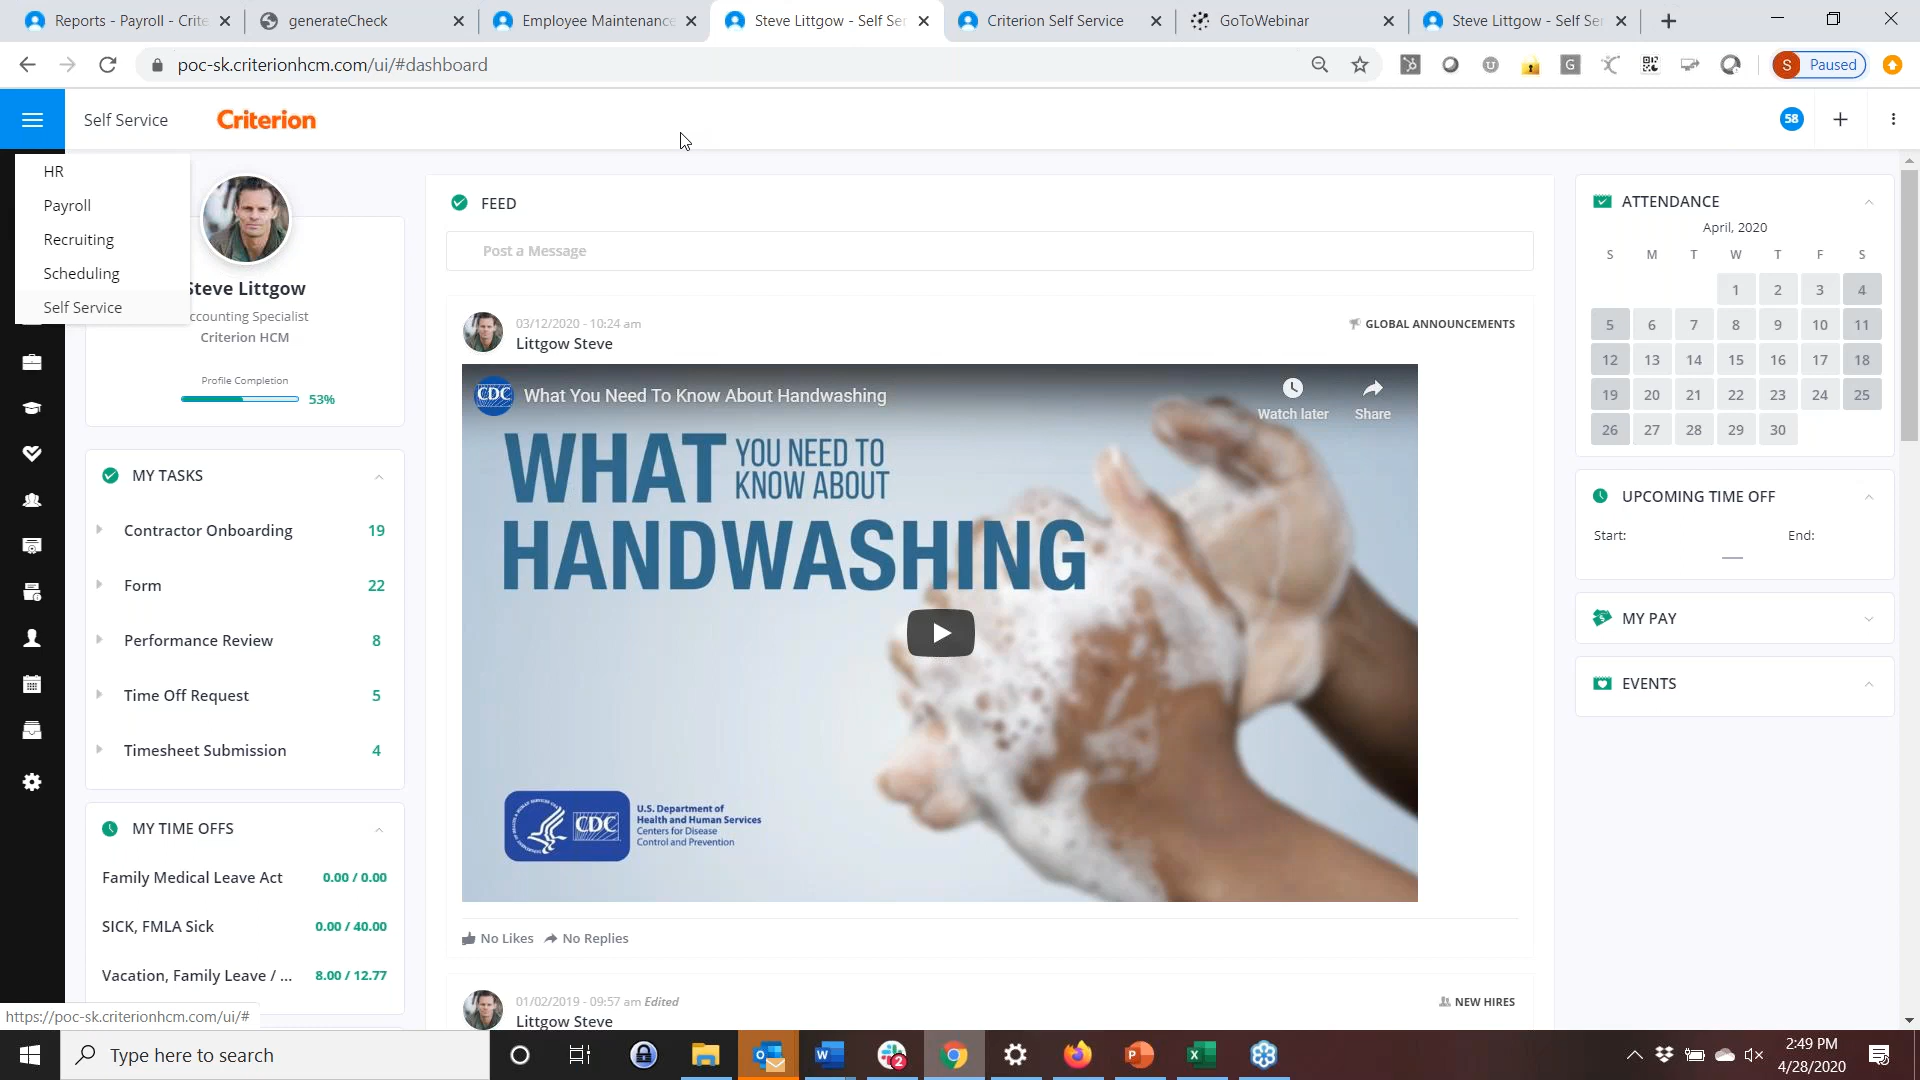 Reports - Payroll - Crite
generateCheck
Employee Maintenance
Steve Littgow - Self Ser
Criterion Self Service
GoToWebinar
Steve Littgow - Self Ser
poc-sk.criterionhcm.com/ui/#dashboard
S Paused
Self Service
Criterion
58
HR
Payroll
Recruiting
Scheduling
Self Service
Steve Littgow
ccounting Specialist
Criterion HCM
Profile Completion
53%
MY TASKS
Contractor Onboarding 19
Form 22
Performance Review 8
Time Off Request 5
Timesheet Submission 4
MY TIME OFFS
Family Medical Leave Act 0.00 / 0.00
SICK, FMLA Sick 0.00 / 40.00
Vacation, Family Leave / ... 8.00 / 12.77
https://poc-sk.criterionhcm.com/ui/#
FEED
Post a Message
03/12/2020 - 10:24 am
Littgow Steve
GLOBAL ANNOUNCEMENTS
CDC
What You Need To Know About Handwashing
Watch later
Share
WHAT YOU NEED TO
KNOW ABOUT
HANDWASHING
CDC
U.S. Department of
Health and Human Services
Centers for Disease
Control and Prevention
No Likes No Replies
01/02/2019 - 09:57 am Edited
Littgow Steve
NEW HIRES
ATTENDANCE
April, 2020
S M T W T F S
1 2 3 4
5 6 7 8 9 10 11
12 13 14 15 16 17 18
19 20 21 22 23 24 25
26 27 28 29 30
UPCOMING TIME OFF
Start: End:
MY PAY
EVENTS
Type here to search
2:49 PM
4/28/2020